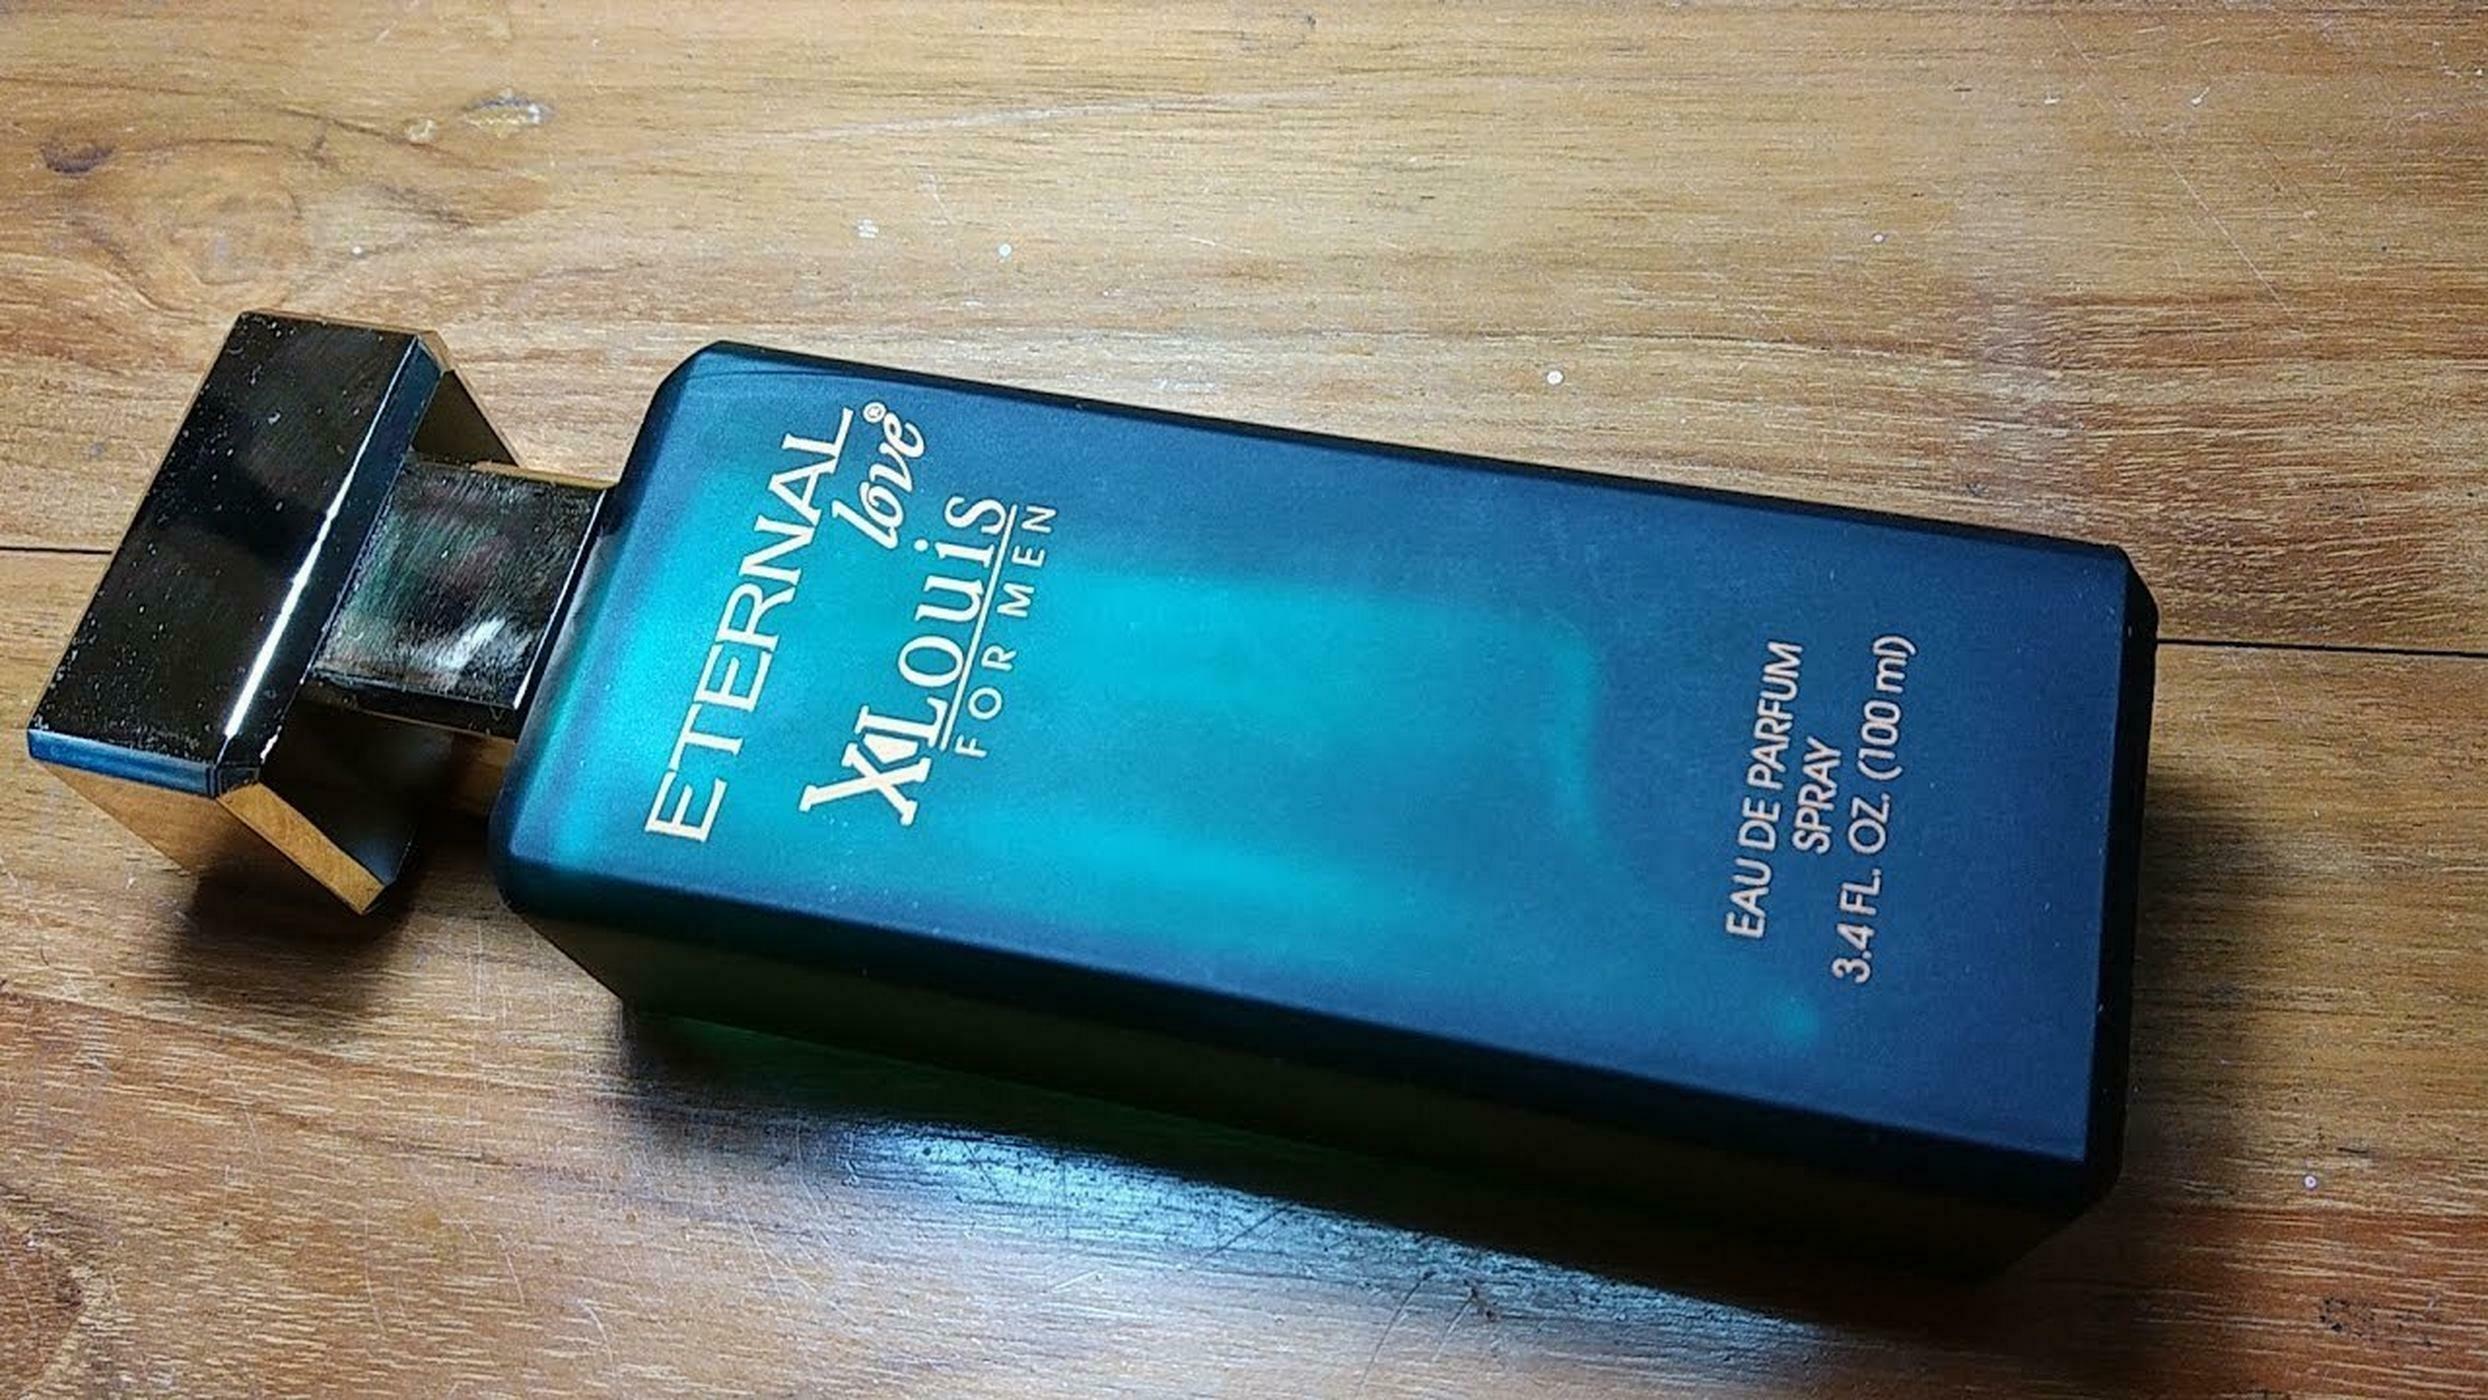 ETERNAL
love®
XLouis
FOR MEN
EAU DE PARFUM
SPRAY
3.4 FL. OZ. (100 ml)